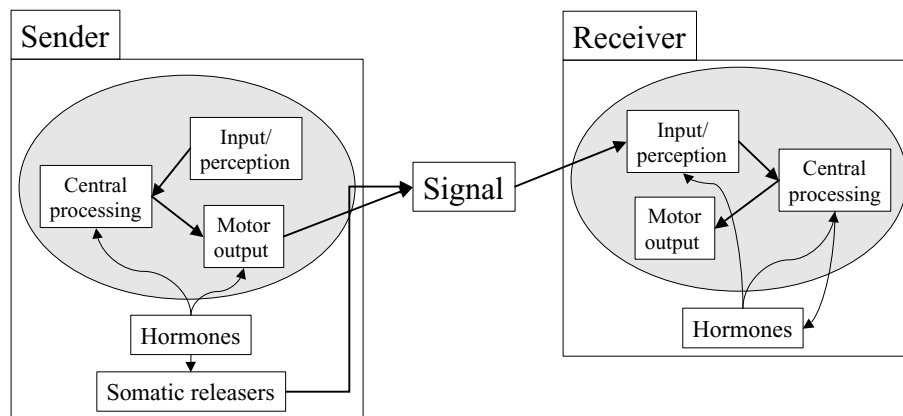 Sender
Input/
perception
Central
processing
Motor
output
Hormones
Somatic releasers
Signal
Receiver
Input/
perception
Central
processing
Motor
output
Hormones